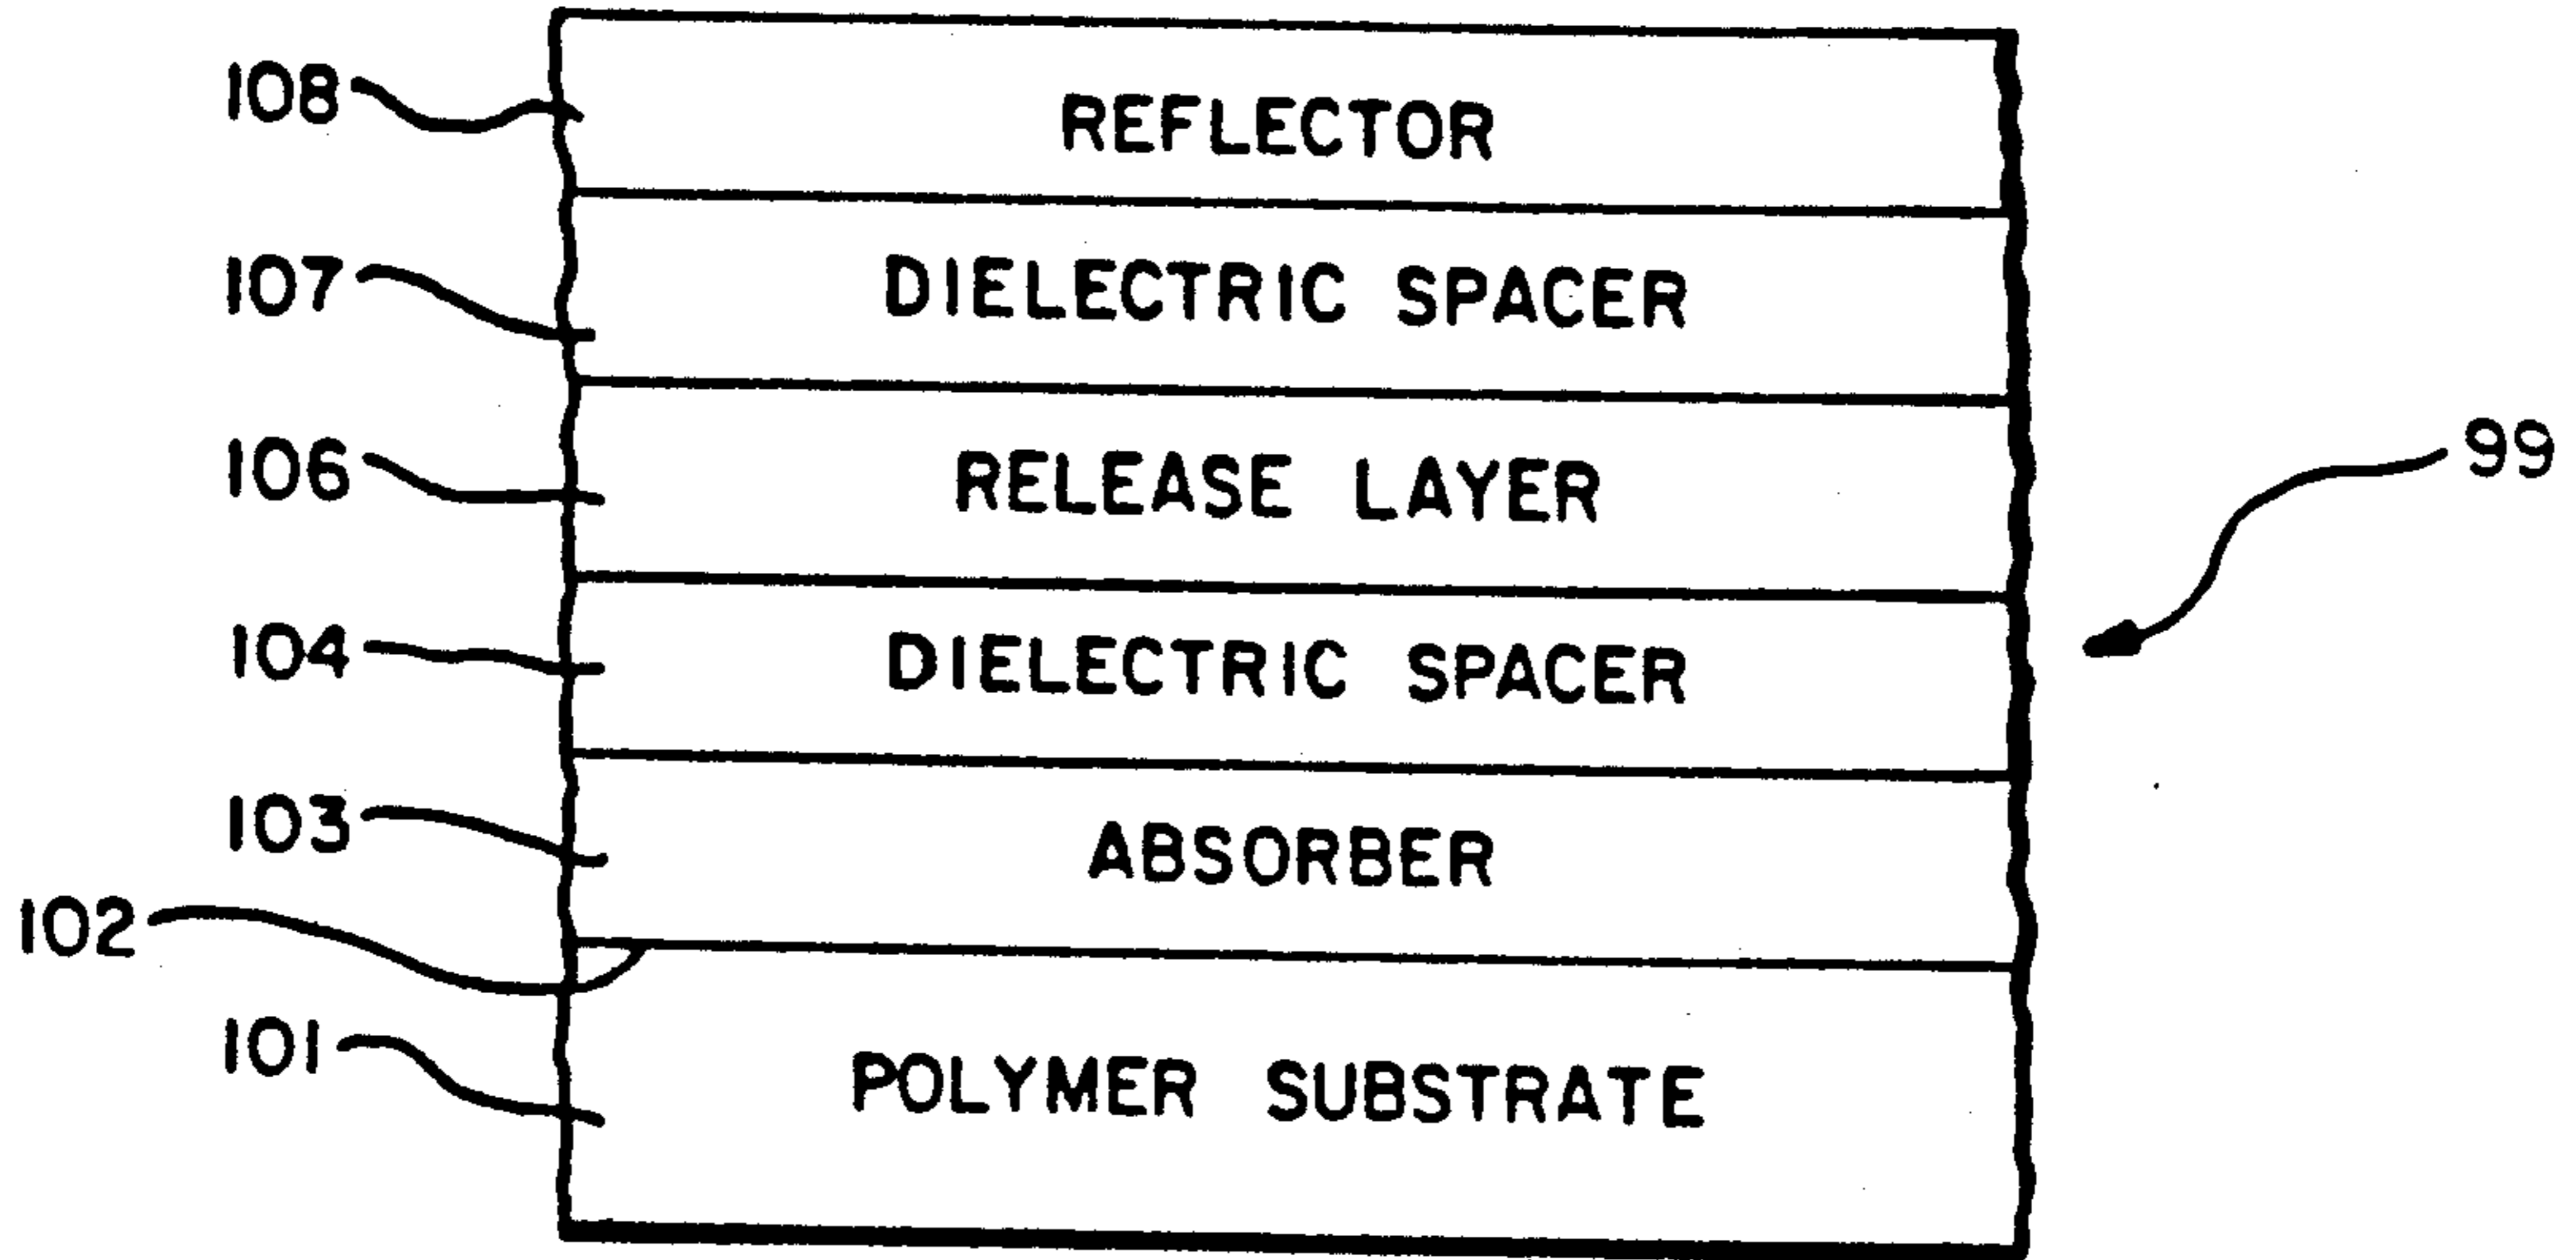 108 REFLECTOR
107 DIELECTRIC SPACER
106 RELEASE LAYER
99
104 DIELECTRIC SPACER
103 ABSORBER
102
101 POLYMER SUBSTRATE